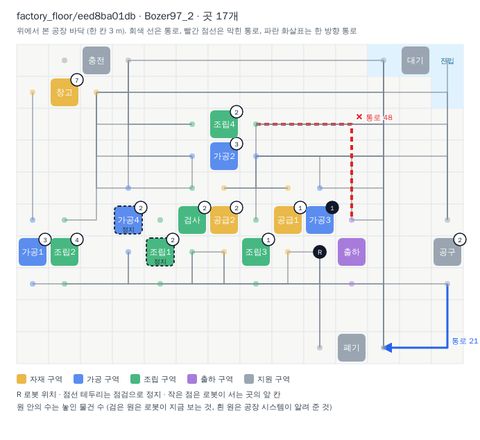 factory_floor/eed8ba01db · Bozer97_2 · 곳 17개
위에서 본 공장 바닥 (한 칸 3 m). 회색 선은 통로, 빨간 점선은 막힌 통로, 파란 화살표는 한 방향 통로
충전
대기
진입
창고 7
통로 48
조립4 2
가공2 3
가공4 2
정지
검사 2
공급2 2
공급1 1
가공3 1
가공1 3
조립2 4
조립1 2
정지
조립3 1
R
출하
공구 2
폐기
통로 21
자재 구역
가공 구역
조립 구역
출하 구역
지원 구역
R 로봇 위치 · 점선 테두리는 점검으로 정지 · 작은 점은 로봇이 서는 곳의 앞 칸
원 안의 수는 놓인 물건 수 (검은 원은 로봇이 지금 보는 것, 흰 원은 공장 시스템이 알려 준 것)